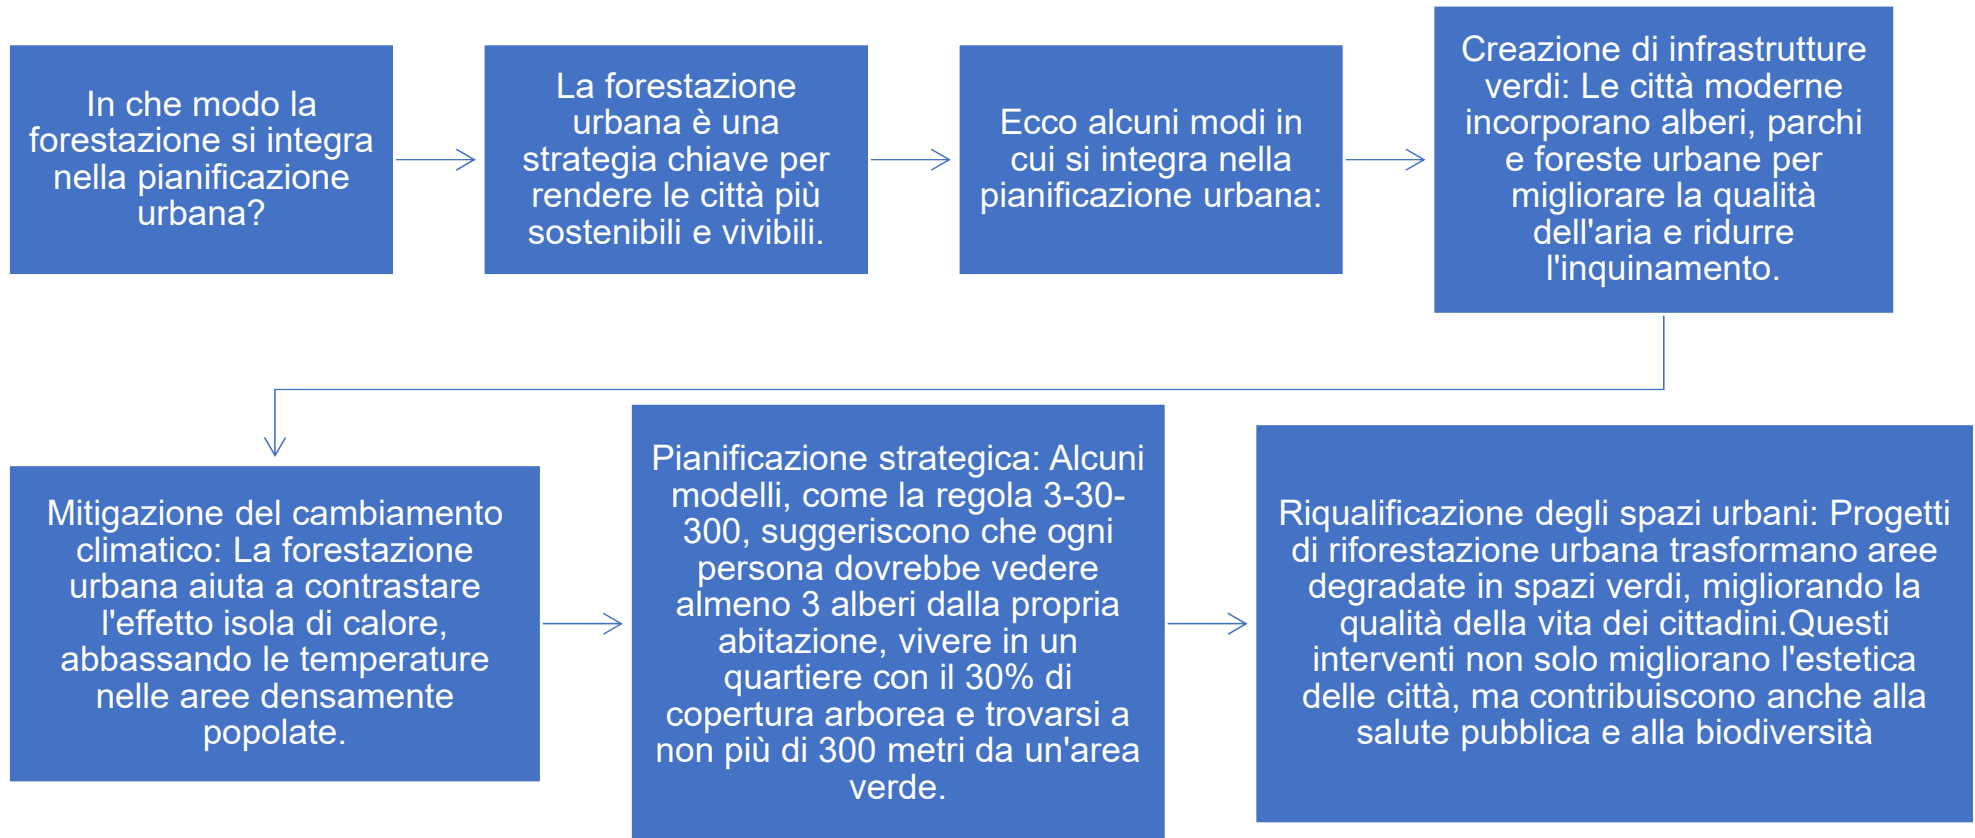 In che modo la
forestazione si integra
nella pianificazione
urbana?
La forestazione
urbana è una
strategia chiave per
rendere le città più
sostenibili e vivibili.
Ecco alcuni modi in
cui si integra nella
pianificazione urbana:
Creazione di infrastrutture
verdi: Le città moderne
incorporano alberi, parchi
e foreste urbane per
migliorare la qualità
dell'aria e ridurre
l'inquinamento.
Mitigazione del cambiamento
climatico: La forestazione
urbana aiuta a contrastare
l'effetto isola di calore,
abbassando le temperature
nelle aree densamente
popolate.
Pianificazione strategica: Alcuni
modelli, come la regola 3-30-
300, suggeriscono che ogni
persona dovrebbe vedere
almeno 3 alberi dalla propria
abitazione, vivere in un
quartiere con il 30% di
copertura arborea e trovarsi a
non più di 300 metri da un'area
verde.
Riqualificazione degli spazi urbani: Progetti
di riforestazione urbana trasformano aree
degradate in spazi verdi, migliorando la
qualità della vita dei cittadini.Questi
interventi non solo migliorano l'estetica
delle città, ma contribuiscono anche alla
salute pubblica e alla biodiversità